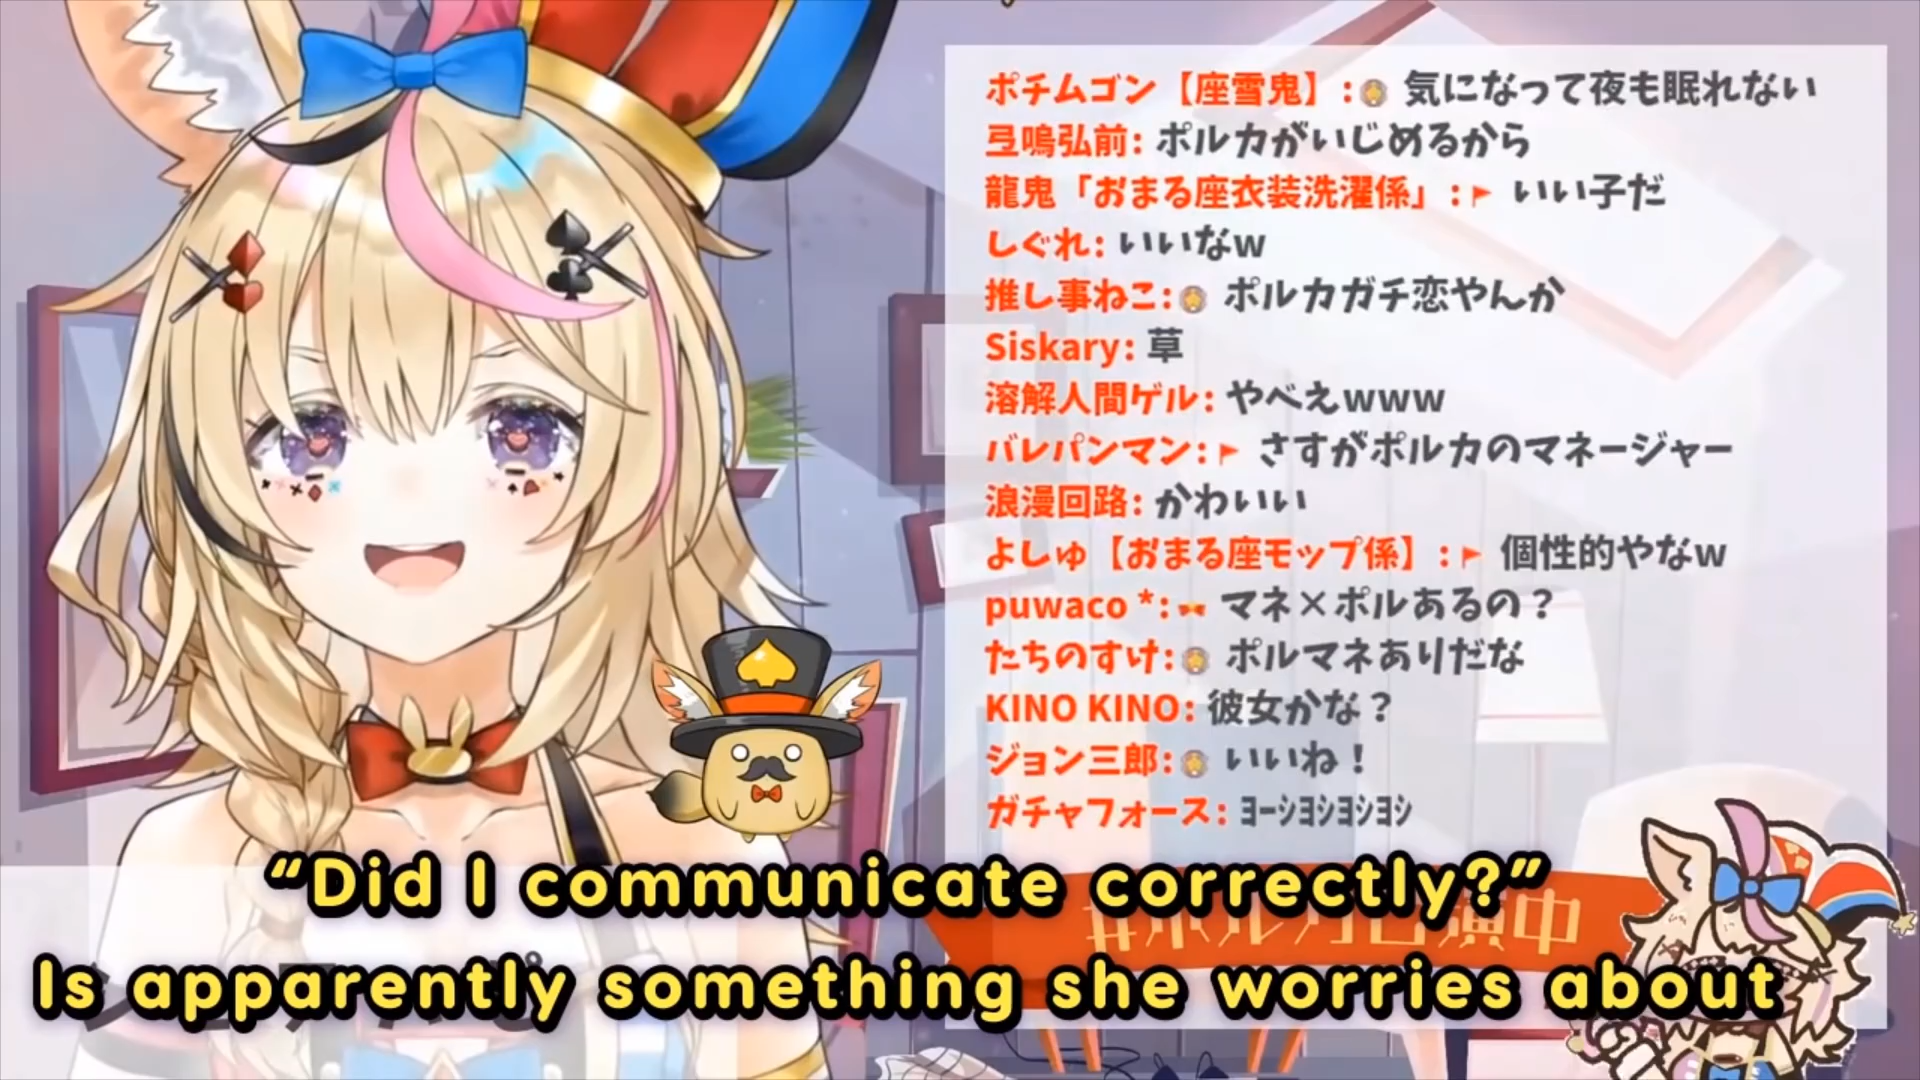 ポチムゴン【座雪鬼】: 気になって夜も眠れない
弖鳴弘前: ポルカがいじめるから
龍鬼「おまる座衣装洗濯係」: いい子だ
しぐれ: いいなw
推し事ねこ: ポルカガチ恋やんか
Siskary: 草
溶解人間ゲル: やべえwww
バレパンマン: さすがポルカのマネージャー
浪漫回路: かわいい
よしゅ【おまる座モップ係】: 個性的やなw
puwaco *: マネ×ポルあるの?
たちのすけ: ポルマネありだな
KINO KINO: 彼女かな?
ジョン三郎: いいね!
ガチャフォース: ﾖｰｼﾖｼﾖｼﾖｼ
“Did I communicate correctly?”
Is apparently something she worries about